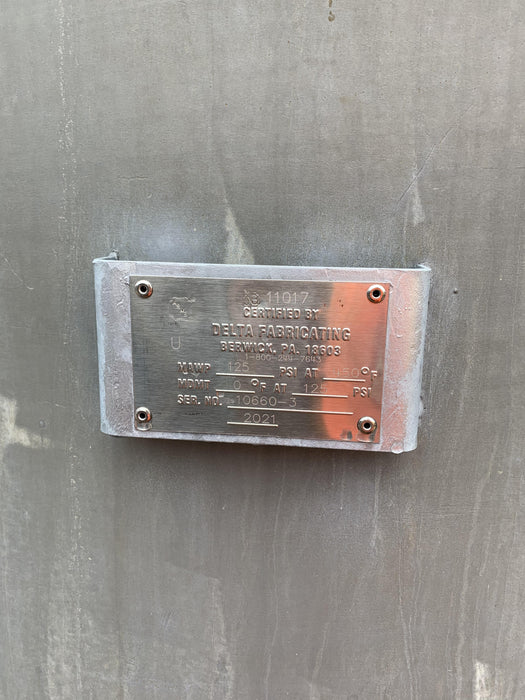 NB 11017
CERTIFIED BY
DELTA FABRICATING
BERWICK, PA. 18603
U
MAWP 125 PSI AT °F
MDMT 0 °F AT 125 PSI
SER. NO. 10660-3
2021